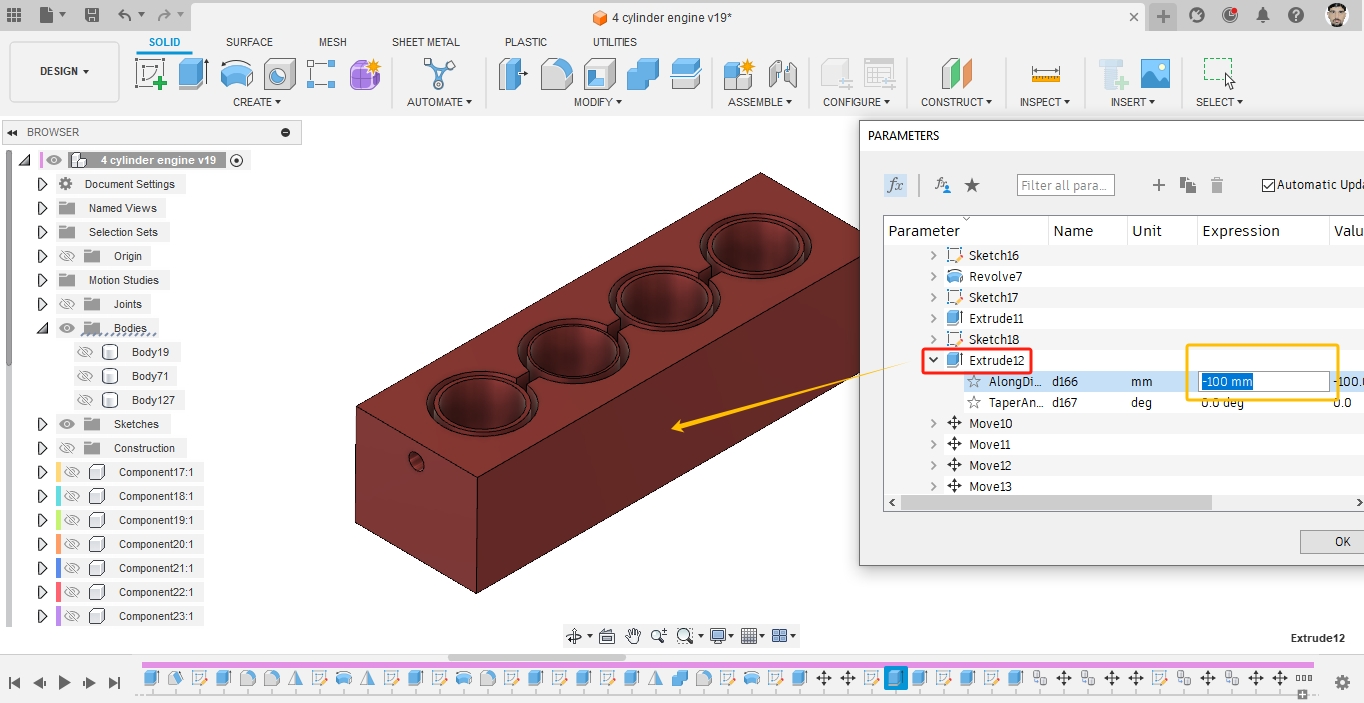 4 cylinder engine v19*
SOLID
SURFACE
MESH
SHEET METAL
PLASTIC
UTILITIES
DESIGN
CREATE
AUTOMATE
MODIFY
ASSEMBLE
CONFIGURE
CONSTRUCT
INSPECT
INSERT
SELECT
BROWSER
4 cylinder engine v19
Document Settings
Named Views
Selection Sets
Origin
Motion Studies
Joints
Bodies
Body19
Body71
Body127
Sketches
Construction
Component17:1
Component18:1
Component19:1
Component20:1
Component21:1
Component22:1
Component23:1
PARAMETERS
fx
Filter all para...
Automatic Upda
Parameter Name Unit Expression Valu
Sketch16
Revolve7
Sketch17
Extrude11
Sketch18
Extrude12
AlongDi... d166 mm -100 mm -100.
TaperAn... d167 deg 0.0 deg 0.0
Move10
Move11
Move12
Move13
OK
Extrude12